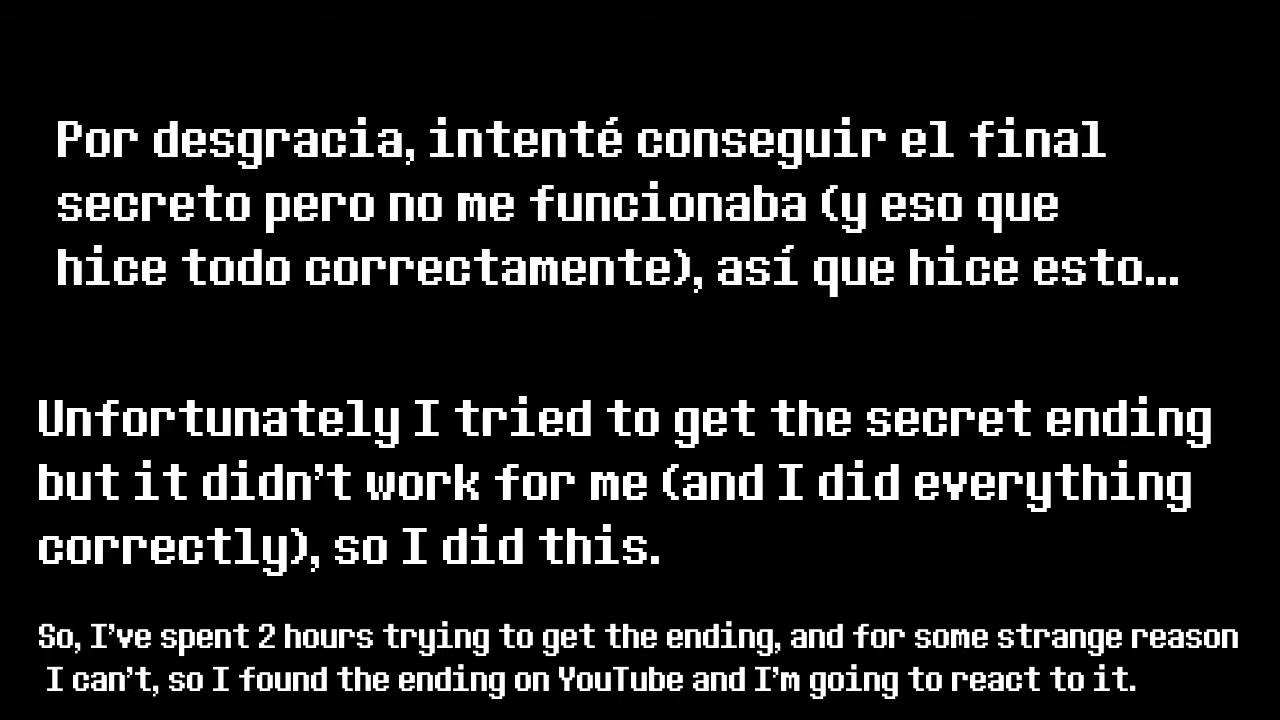 Por desgracia, intenté conseguir el final
secreto pero no me funcionaba (y eso que
hice todo correctamente), así que hice esto...
Unfortunately I tried to get the secret ending
but it didn't work for me (and I did everything
correctly), so I did this.
So, I've spent 2 hours trying to get the ending, and for some strange reason
I can't, so I found the ending on YouTube and I'm going to react to it.